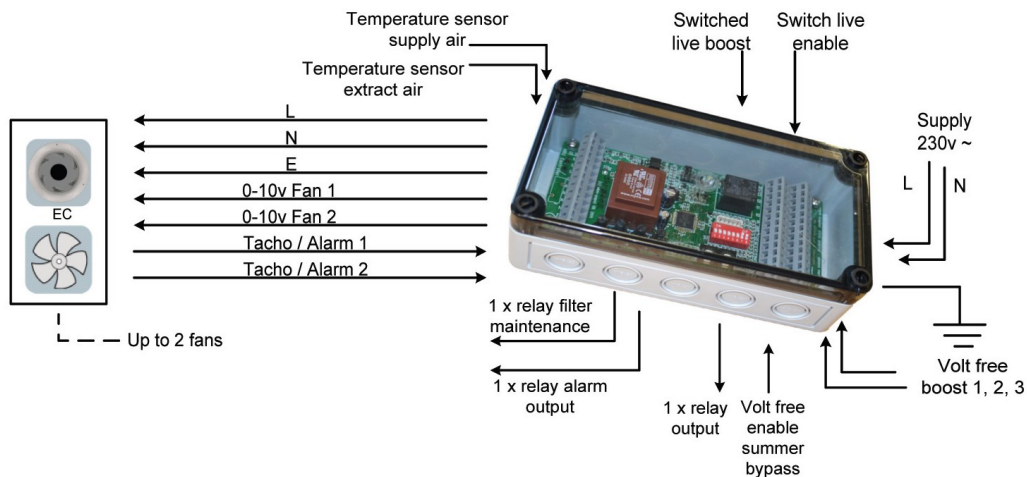 Temperature sensor
supply air
Temperature sensor
extract air
Switched
live boost
Switch live
enable
Supply
230v ~
L
N
L
N
E
0-10v Fan 1
0-10v Fan 2
Tacho / Alarm 1
Tacho / Alarm 2
EC
Up to 2 fans
1 x relay filter
maintenance
1 x relay alarm
output
1 x relay
output
Volt free
enable
summer
bypass
Volt free
boost 1, 2, 3